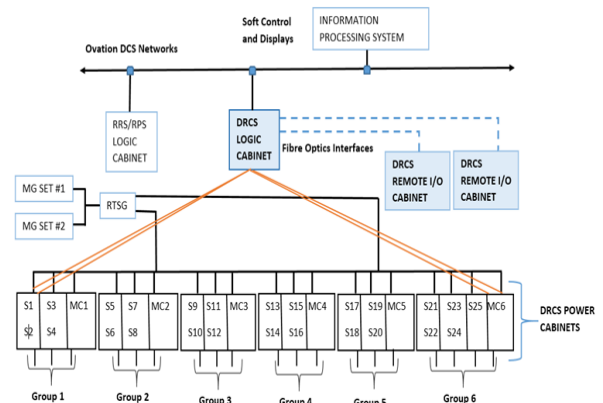 Soft Control
and Displays
INFORMATION
PROCESSING SYSTEM
Ovation DCS Networks
RRS/RPS
LOGIC
CABINET
DRCS
LOGIC
CABINET
Fibre Optics Interfaces
DRCS
REMOTE I/O
CABINET
DRCS
REMOTE I/O
CABINET
MG SET #1
MG SET #2
RTSG
S1 S3 MC1 S5 S7 MC2 S9 S11 MC3 S13 S15 MC4 S17 S19 MC5 S21 S23 S25 MC6
S2 S4 S6 S8 S10 S12 S14 S16 S18 S20 S22 S24
DRCS POWER
CABINETS
Group 1 Group 2 Group 3 Group 4 Group 5 Group 6